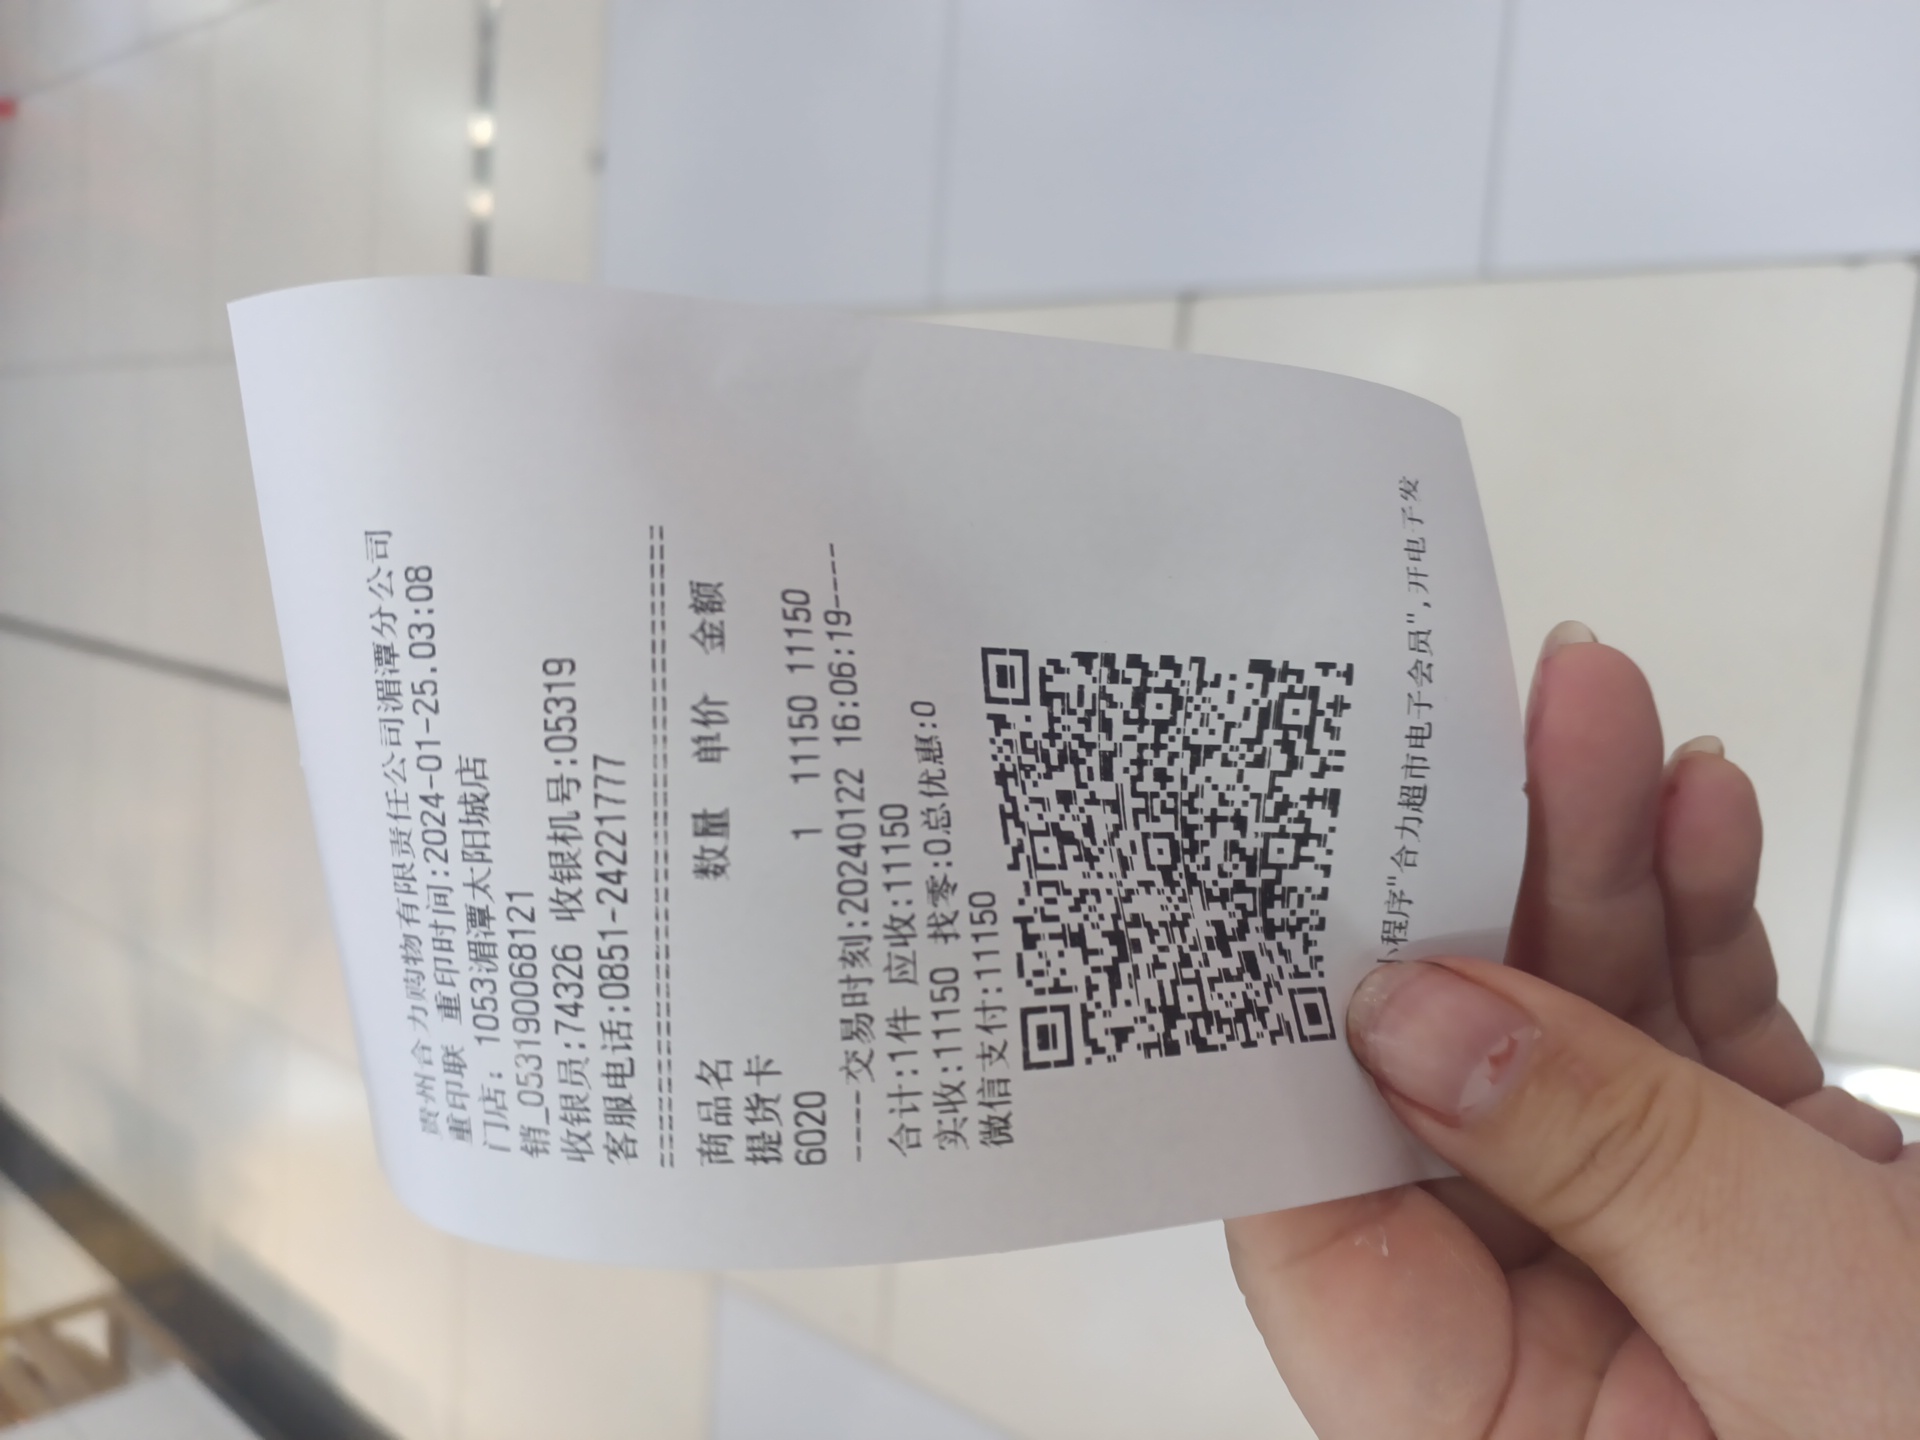 贵州合力购物有限责任公司湄潭分公司
重印联 重印时间:2024-01-25.03:08
门店: 1053湄潭太阳城店
销_053190068121
收银员:74326 收银机号:05319
客服电话:0851-24221777
================================
商品名 数量 单价 金额
提货卡
6020 1 11150 11150
----交易时刻:20240122 16:06:19----
合计:1件 应收:11150
实收:11150 找零:0总优惠:0
微信支付:11150
小程序"合力超市电子会员",开电子发